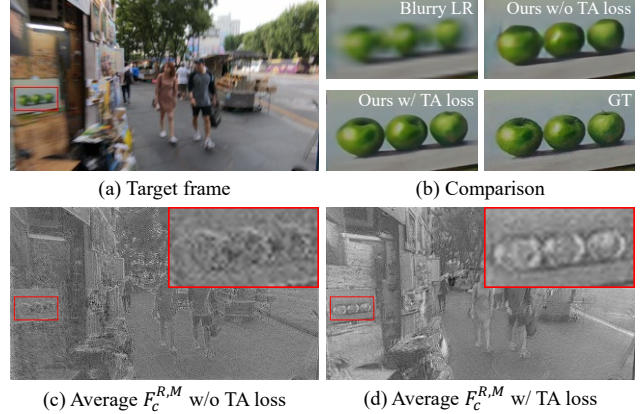 Blurry LR
Ours w/o TA loss
Ours w/ TA loss
GT
(a) Target frame
(b) Comparison
(c) Average F_c^{R,M} w/o TA loss
(d) Average F_c^{R,M} w/ TA loss